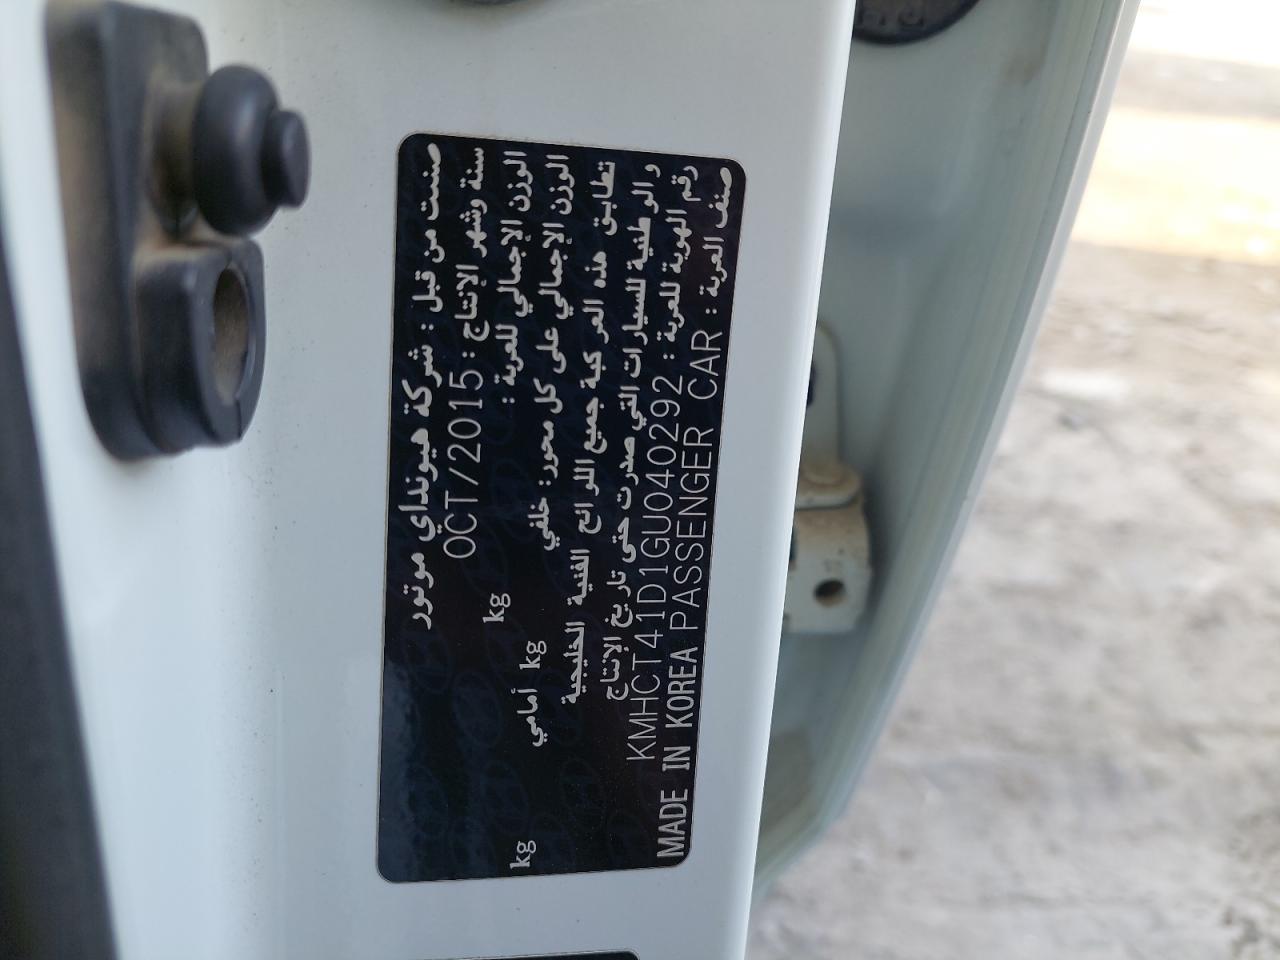 صنعت من قبل : شركة هيونداي موتور
سنة وشهر الإنتاج : OCT/2015
الوزن الإجمالي للعربة : kg
الوزن الإجمالي على كل محور: خلفي kg أمامي kg
تطابق هذه المركبة جميع اللوائح الفنية الخليجية
و الوطنية للسيارات التي صدرت حتى تاريخ الإنتاج
رقم الهوية للعربة : KMHCT41D1GU040292
صنف العربة : PASSENGER CAR MADE IN KOREA